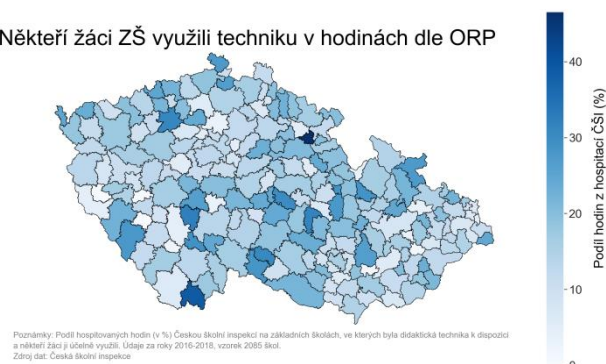 Někteří žáci ZŠ využili techniku v hodinách dle ORP
40
30
20
10
0
Podíl hodin z hospitací ČŠI (%)
Poznámky: Podíl hospitovaných hodin (v %) Českou školní inspekcí na základních školách, ve kterých byla didaktická technika k dispozici
a někteří žáci ji účelně využili. Údaje za roky 2016-2018, vzorek 2085 škol.
Zdroj dat: Česká školní inspekce